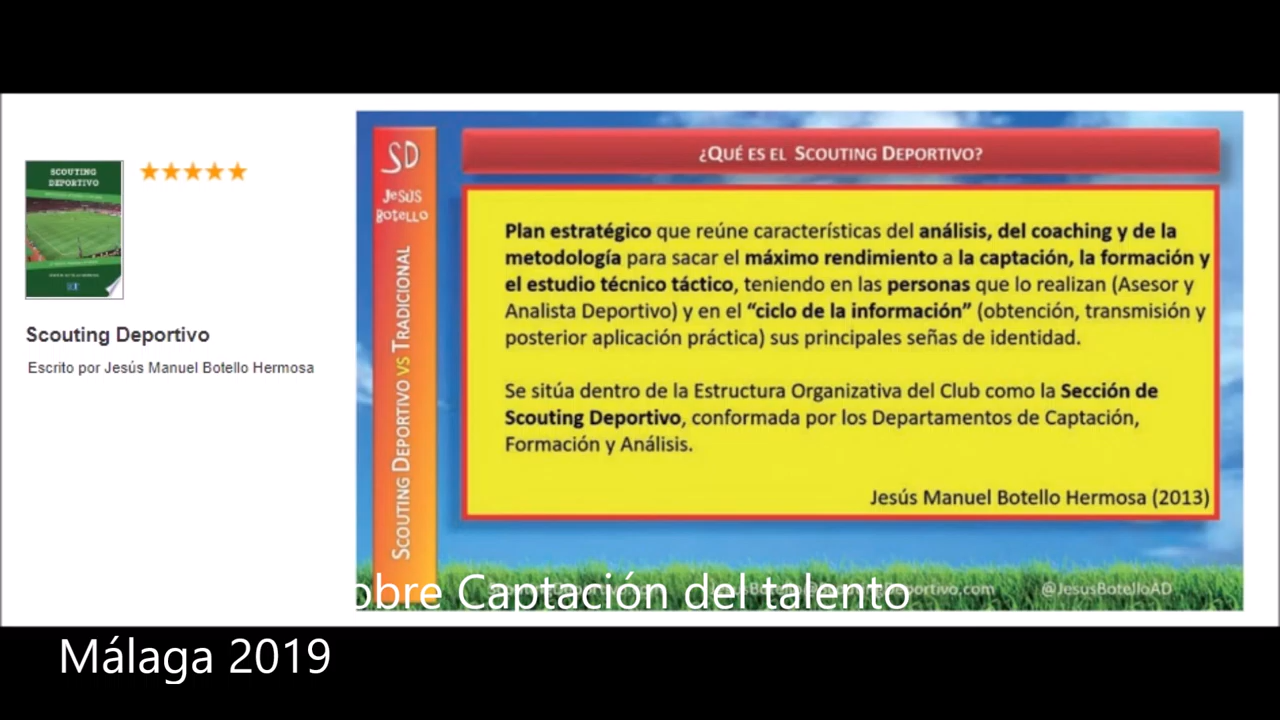 SCOUTING
DEPORTIVO
Scouting Deportivo
Escrito por Jesús Manuel Botello Hermosa
SD
Jesús
Botello
Scouting Deportivo vs Tradicional
¿Qué es el Scouting Deportivo?
Plan estratégico que reúne características del análisis, del coaching y de la
metodología para sacar el máximo rendimiento a la captación, la formación y
el estudio técnico táctico, teniendo en las personas que lo realizan (Asesor y
Analista Deportivo) y en el “ciclo de la información” (obtención, transmisión y
posterior aplicación práctica) sus principales señas de identidad.
Se sitúa dentro de la Estructura Organizativa del Club como la Sección de
Scouting Deportivo, conformada por los Departamentos de Captación,
Formación y Análisis.
Jesús Manuel Botello Hermosa (2013)
@JesusBotelloAD
obre Captación del talento
Málaga 2019